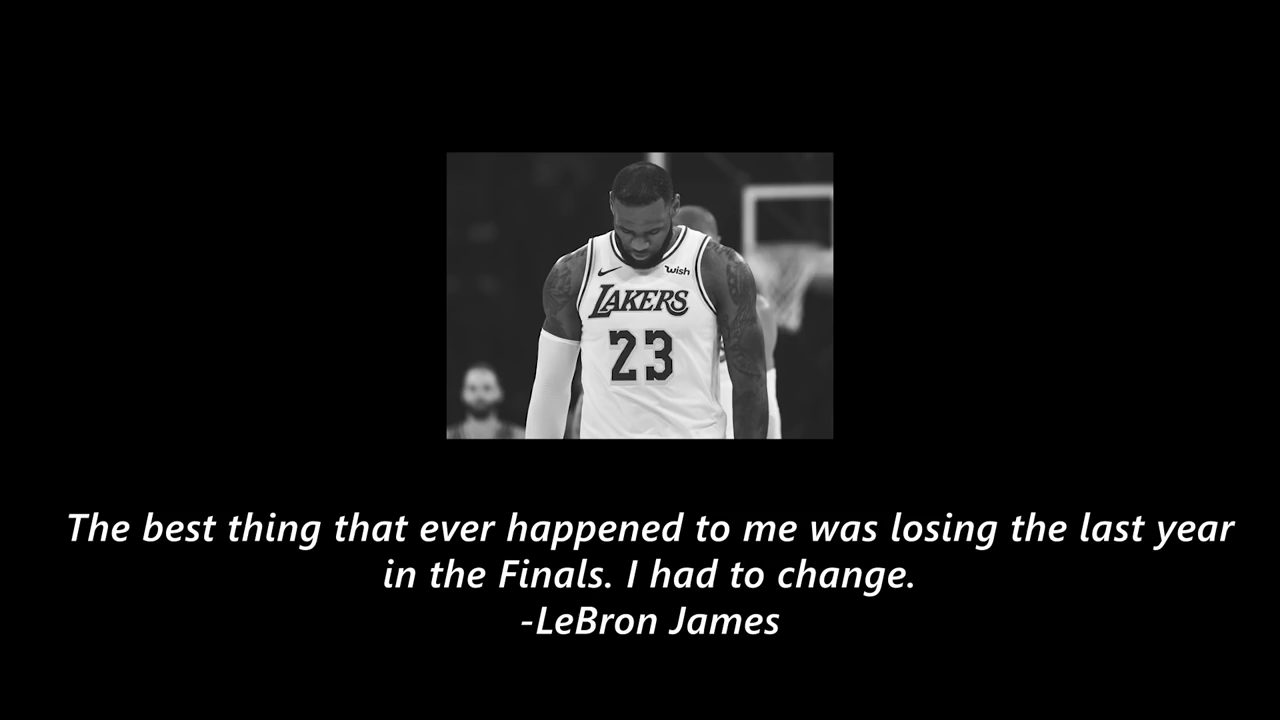 wish
LAKERS
23
The best thing that ever happened to me was losing the last year
in the Finals. I had to change.
-LeBron James